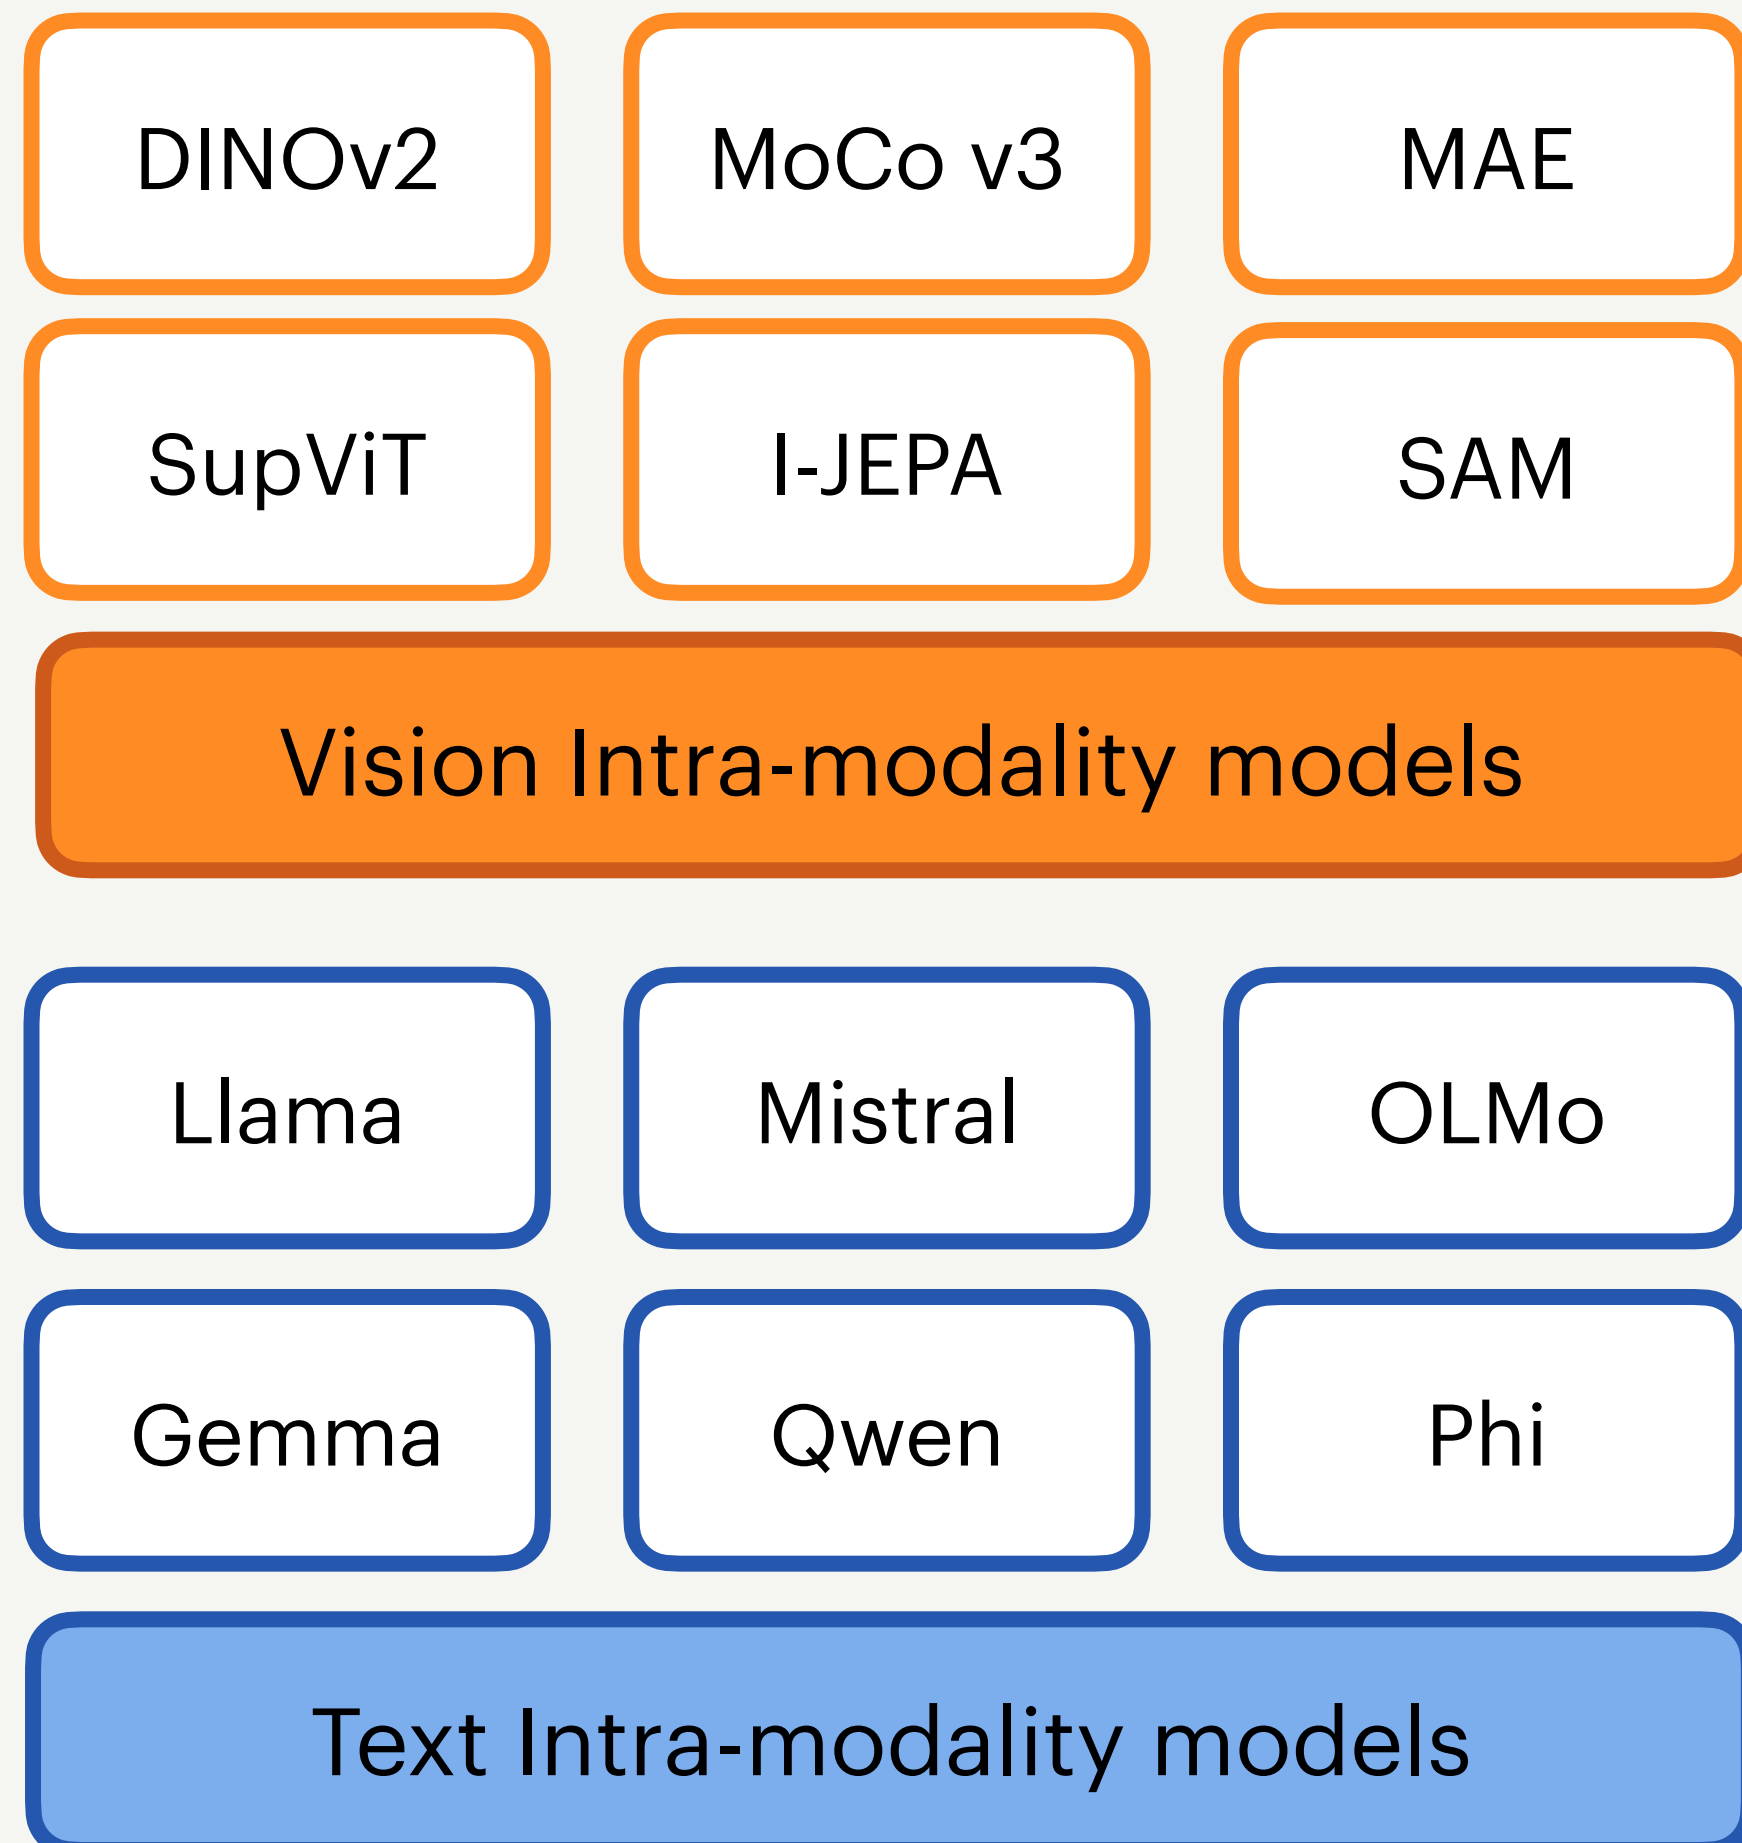 DINOv2
MoCo v3
MAE
SupViT
I-JEPA
SAM
Vision Intra-modality models
Llama
Mistral
OLMo
Gemma
Qwen
Phi
Text Intra-modality models